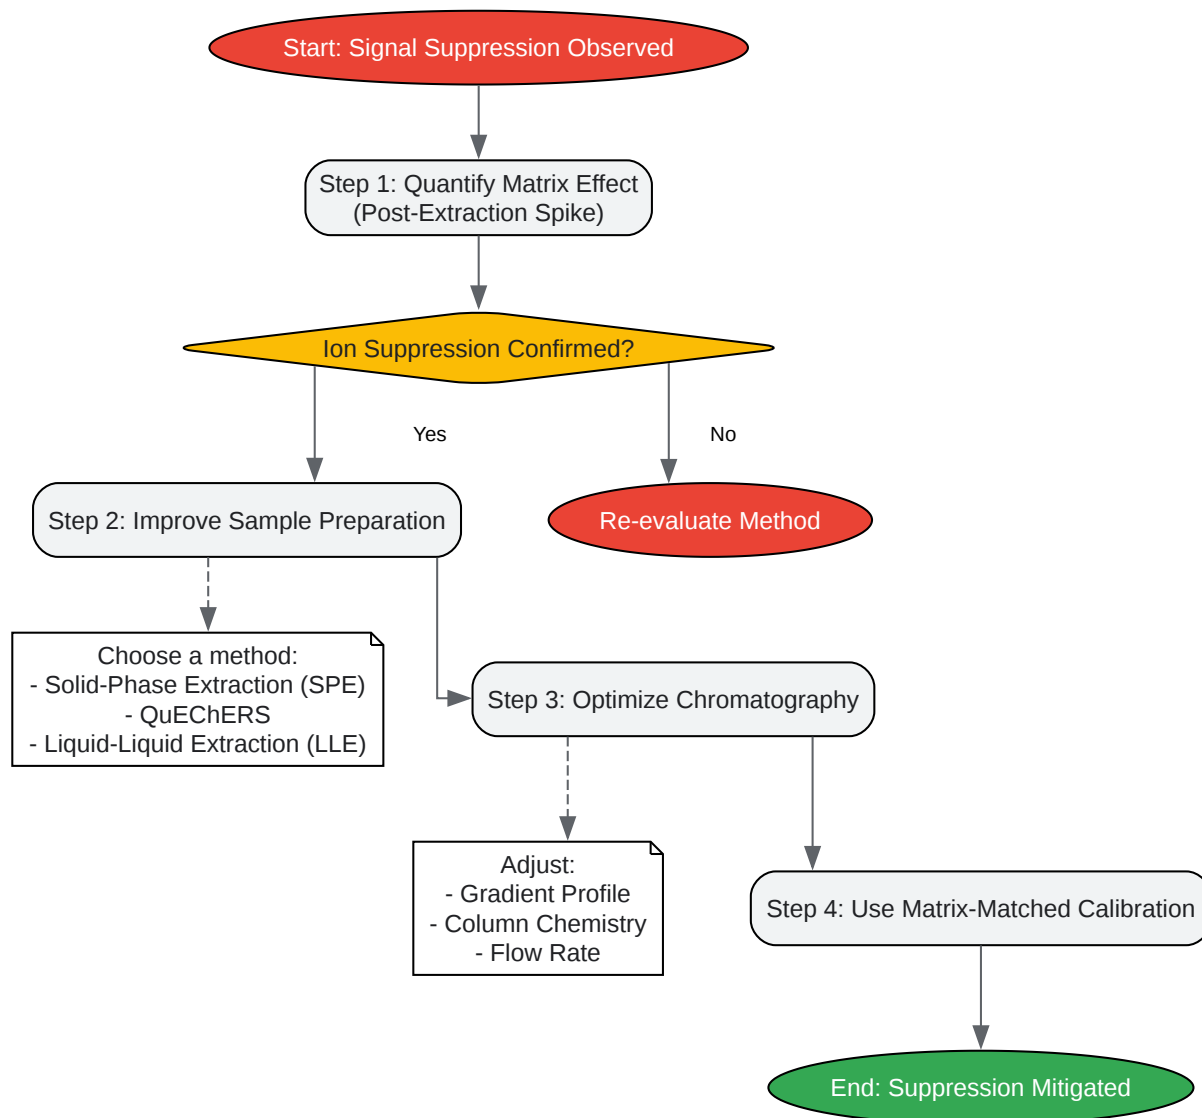 Start: Signal Suppression Observed
Step 1: Quantify Matrix Effect
(Post-Extraction Spike)
Ion Suppression Confirmed?
Yes
No
Step 2: Improve Sample Preparation
Re-evaluate Method
Choose a method:
- Solid-Phase Extraction (SPE)
- QuEChERS
- Liquid-Liquid Extraction (LLE)
Step 3: Optimize Chromatography
Adjust:
- Gradient Profile
- Column Chemistry
- Flow Rate
Step 4: Use Matrix-Matched Calibration
End: Suppression Mitigated